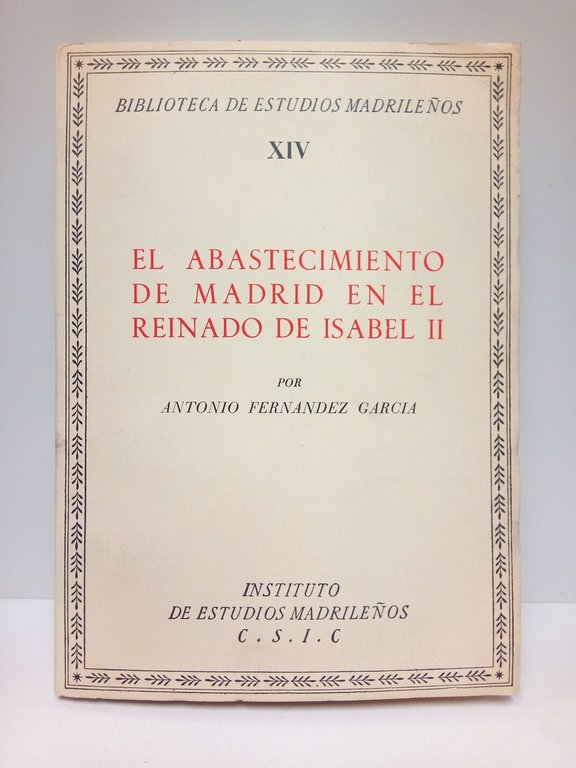 BIBLIOTECA DE ESTUDIOS MADRILEÑOS
XIV
EL ABASTECIMIENTO
DE MADRID EN EL
REINADO DE ISABEL II
POR
ANTONIO FERNANDEZ GARCIA
INSTITUTO
DE ESTUDIOS MADRILEÑOS
C . S . I . C